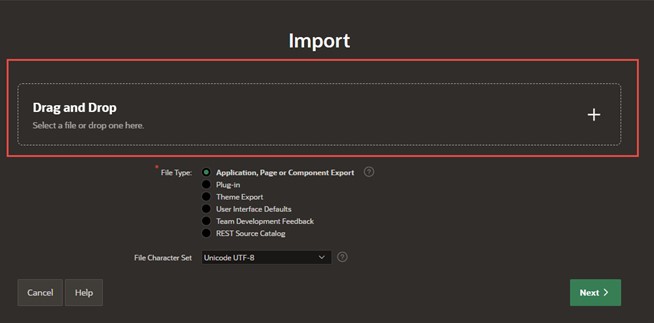 Import
Drag and Drop
Select a file or drop one here.
* File Type:
Application, Page or Component Export ?
Plug-in
Theme Export
User Interface Defaults
Team Development Feedback
REST Source Catalog
File Character Set
Unicode UTF-8 ?
Cancel
Help
Next